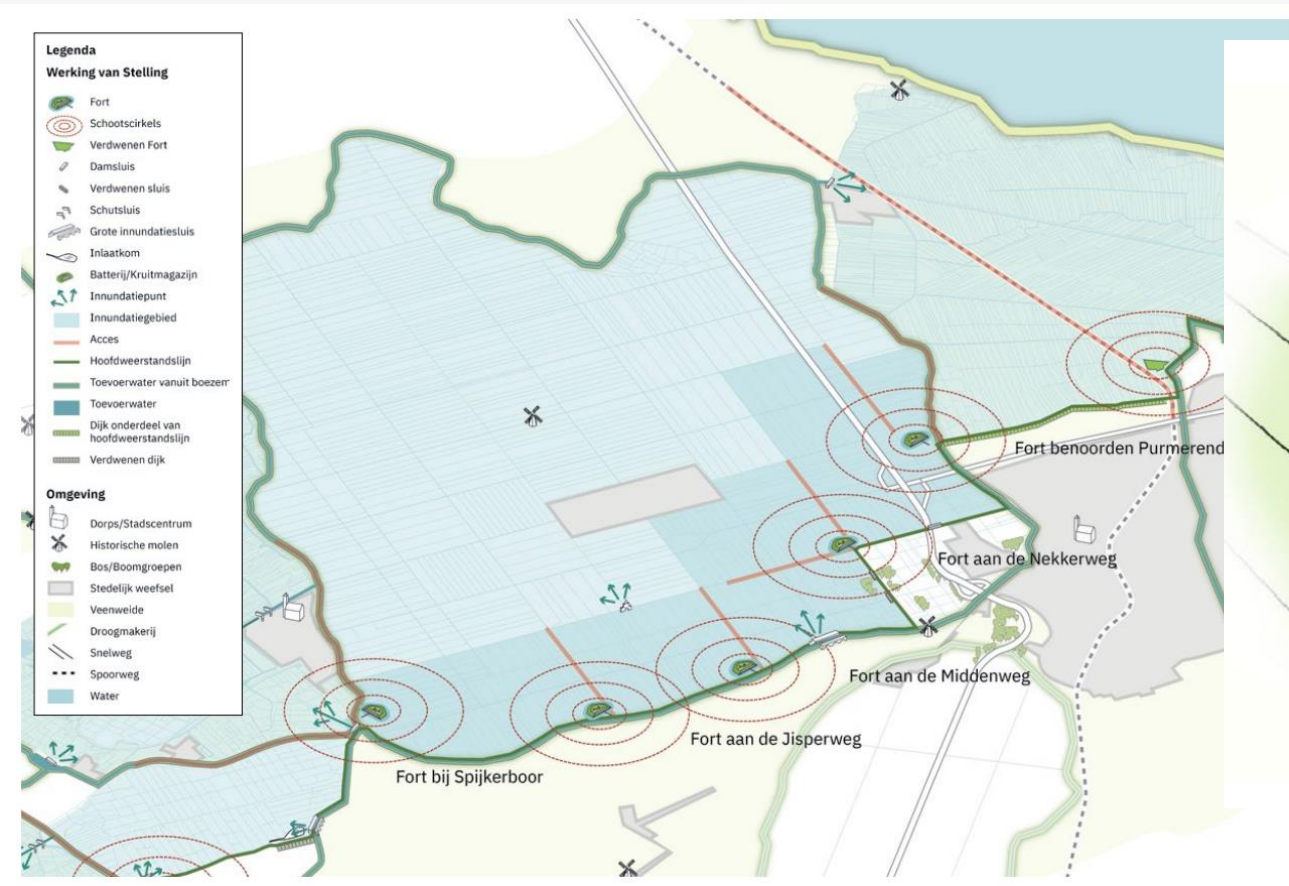 Legenda
Werking van Stelling
Fort
Schootscirkels
Verdwenen Fort
Damsluis
Verdwenen sluis
Schutsluis
Grote innundatiesluis
Inlaatkom
Batterij/Kruitmagazijn
Innundatiepunt
Innundatiegebied
Acces
Hoofdweerstandslijn
Toevoerwater vanuit boezem
Toevoerwater
Dijk onderdeel van
hoofdweerstandslijn
Verdwenen dijk
Omgeving
Dorps/Stadscentrum
Historische molen
Bos/Boomgroepen
Stedelijk weefsel
Veenweide
Droogmakerij
Snelweg
Spoorweg
Water
Fort benoorden Purmerend
Fort aan de Nekkerweg
Fort aan de Middenweg
Fort aan de Jisperweg
Fort bij Spijkerboor